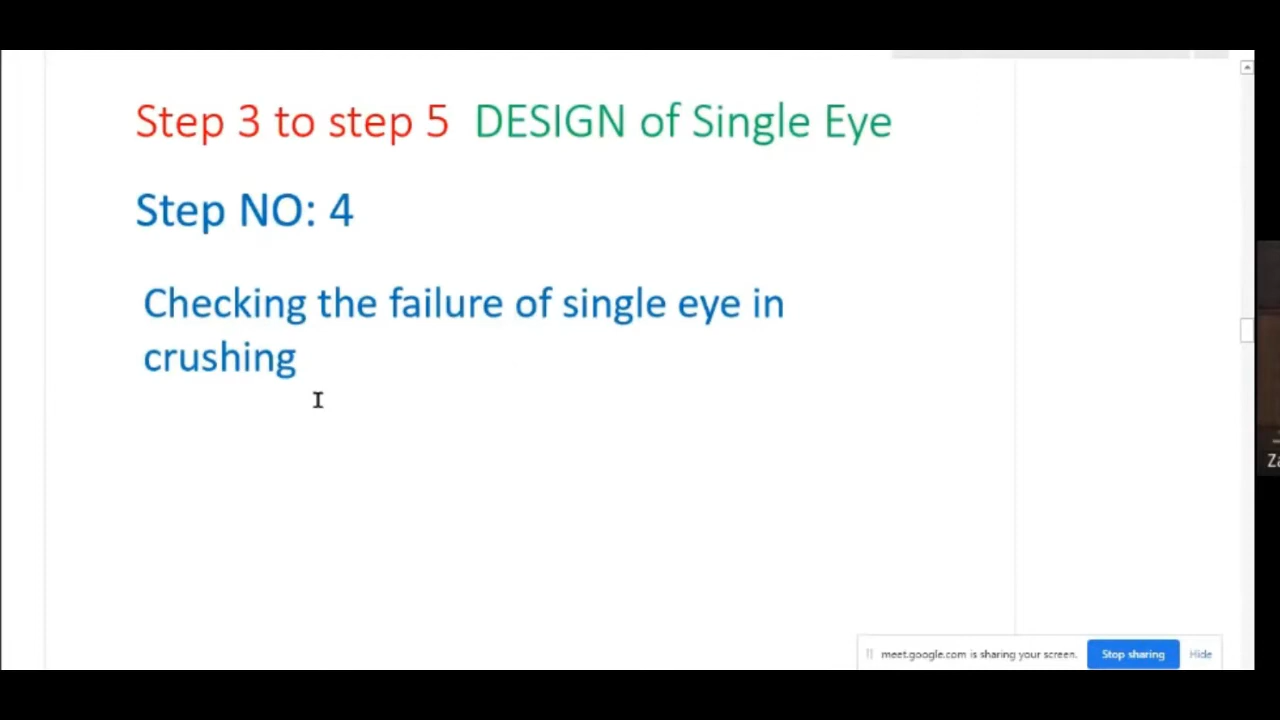 Step 3 to step 5 DESIGN of Single Eye
Step NO: 4
Checking the failure of single eye in
crushing
meet.google.com is sharing your screen. Stop sharing Hide